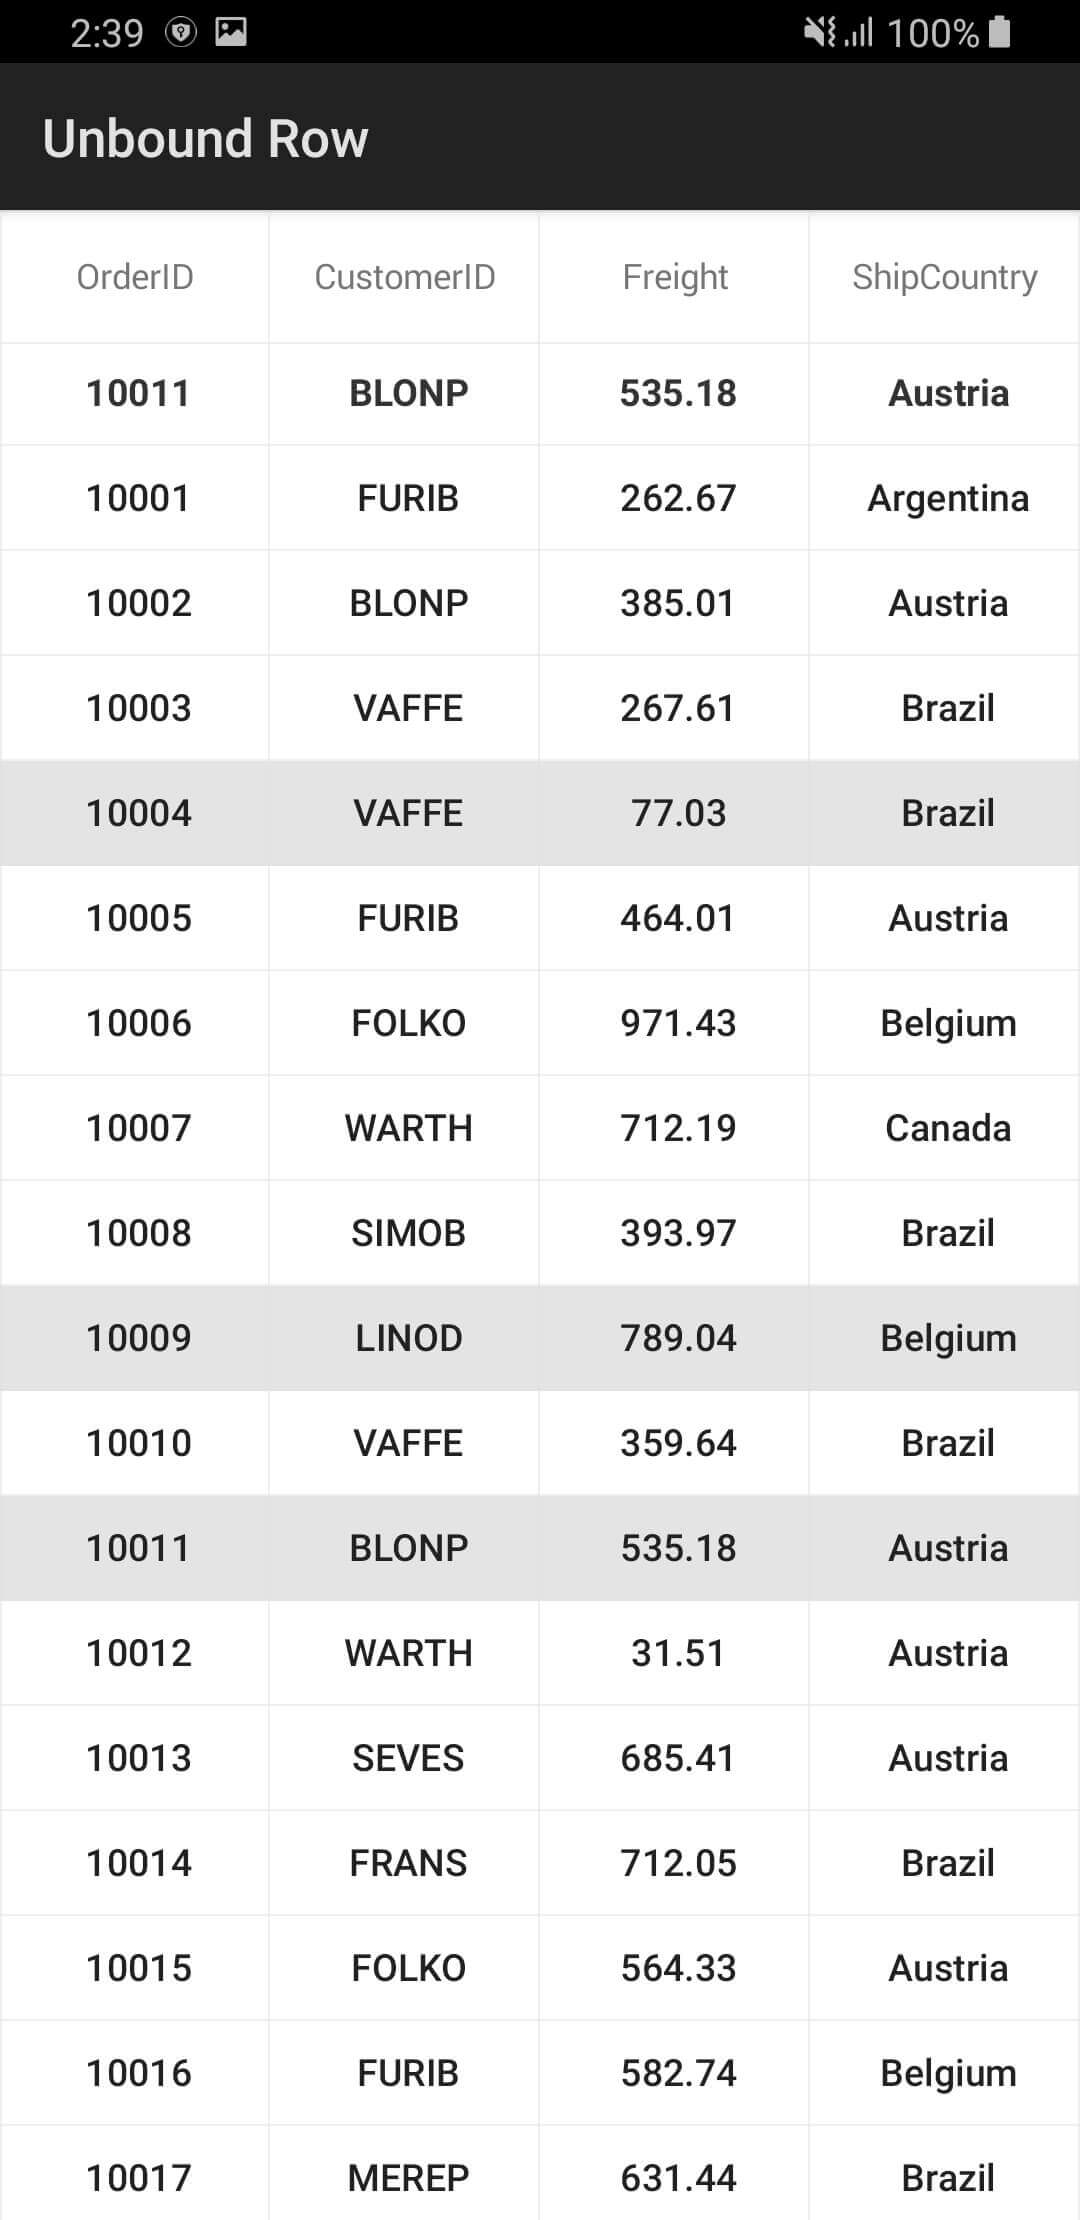 2:39 100%
Unbound Row
OrderID CustomerID Freight ShipCountry
10011 BLONP 535.18 Austria
10001 FURIB 262.67 Argentina
10002 BLONP 385.01 Austria
10003 VAFFE 267.61 Brazil
10004 VAFFE 77.03 Brazil
10005 FURIB 464.01 Austria
10006 FOLKO 971.43 Belgium
10007 WARTH 712.19 Canada
10008 SIMOB 393.97 Brazil
10009 LINOD 789.04 Belgium
10010 VAFFE 359.64 Brazil
10011 BLONP 535.18 Austria
10012 WARTH 31.51 Austria
10013 SEVES 685.41 Austria
10014 FRANS 712.05 Brazil
10015 FOLKO 564.33 Austria
10016 FURIB 582.74 Belgium
10017 MEREP 631.44 Brazil